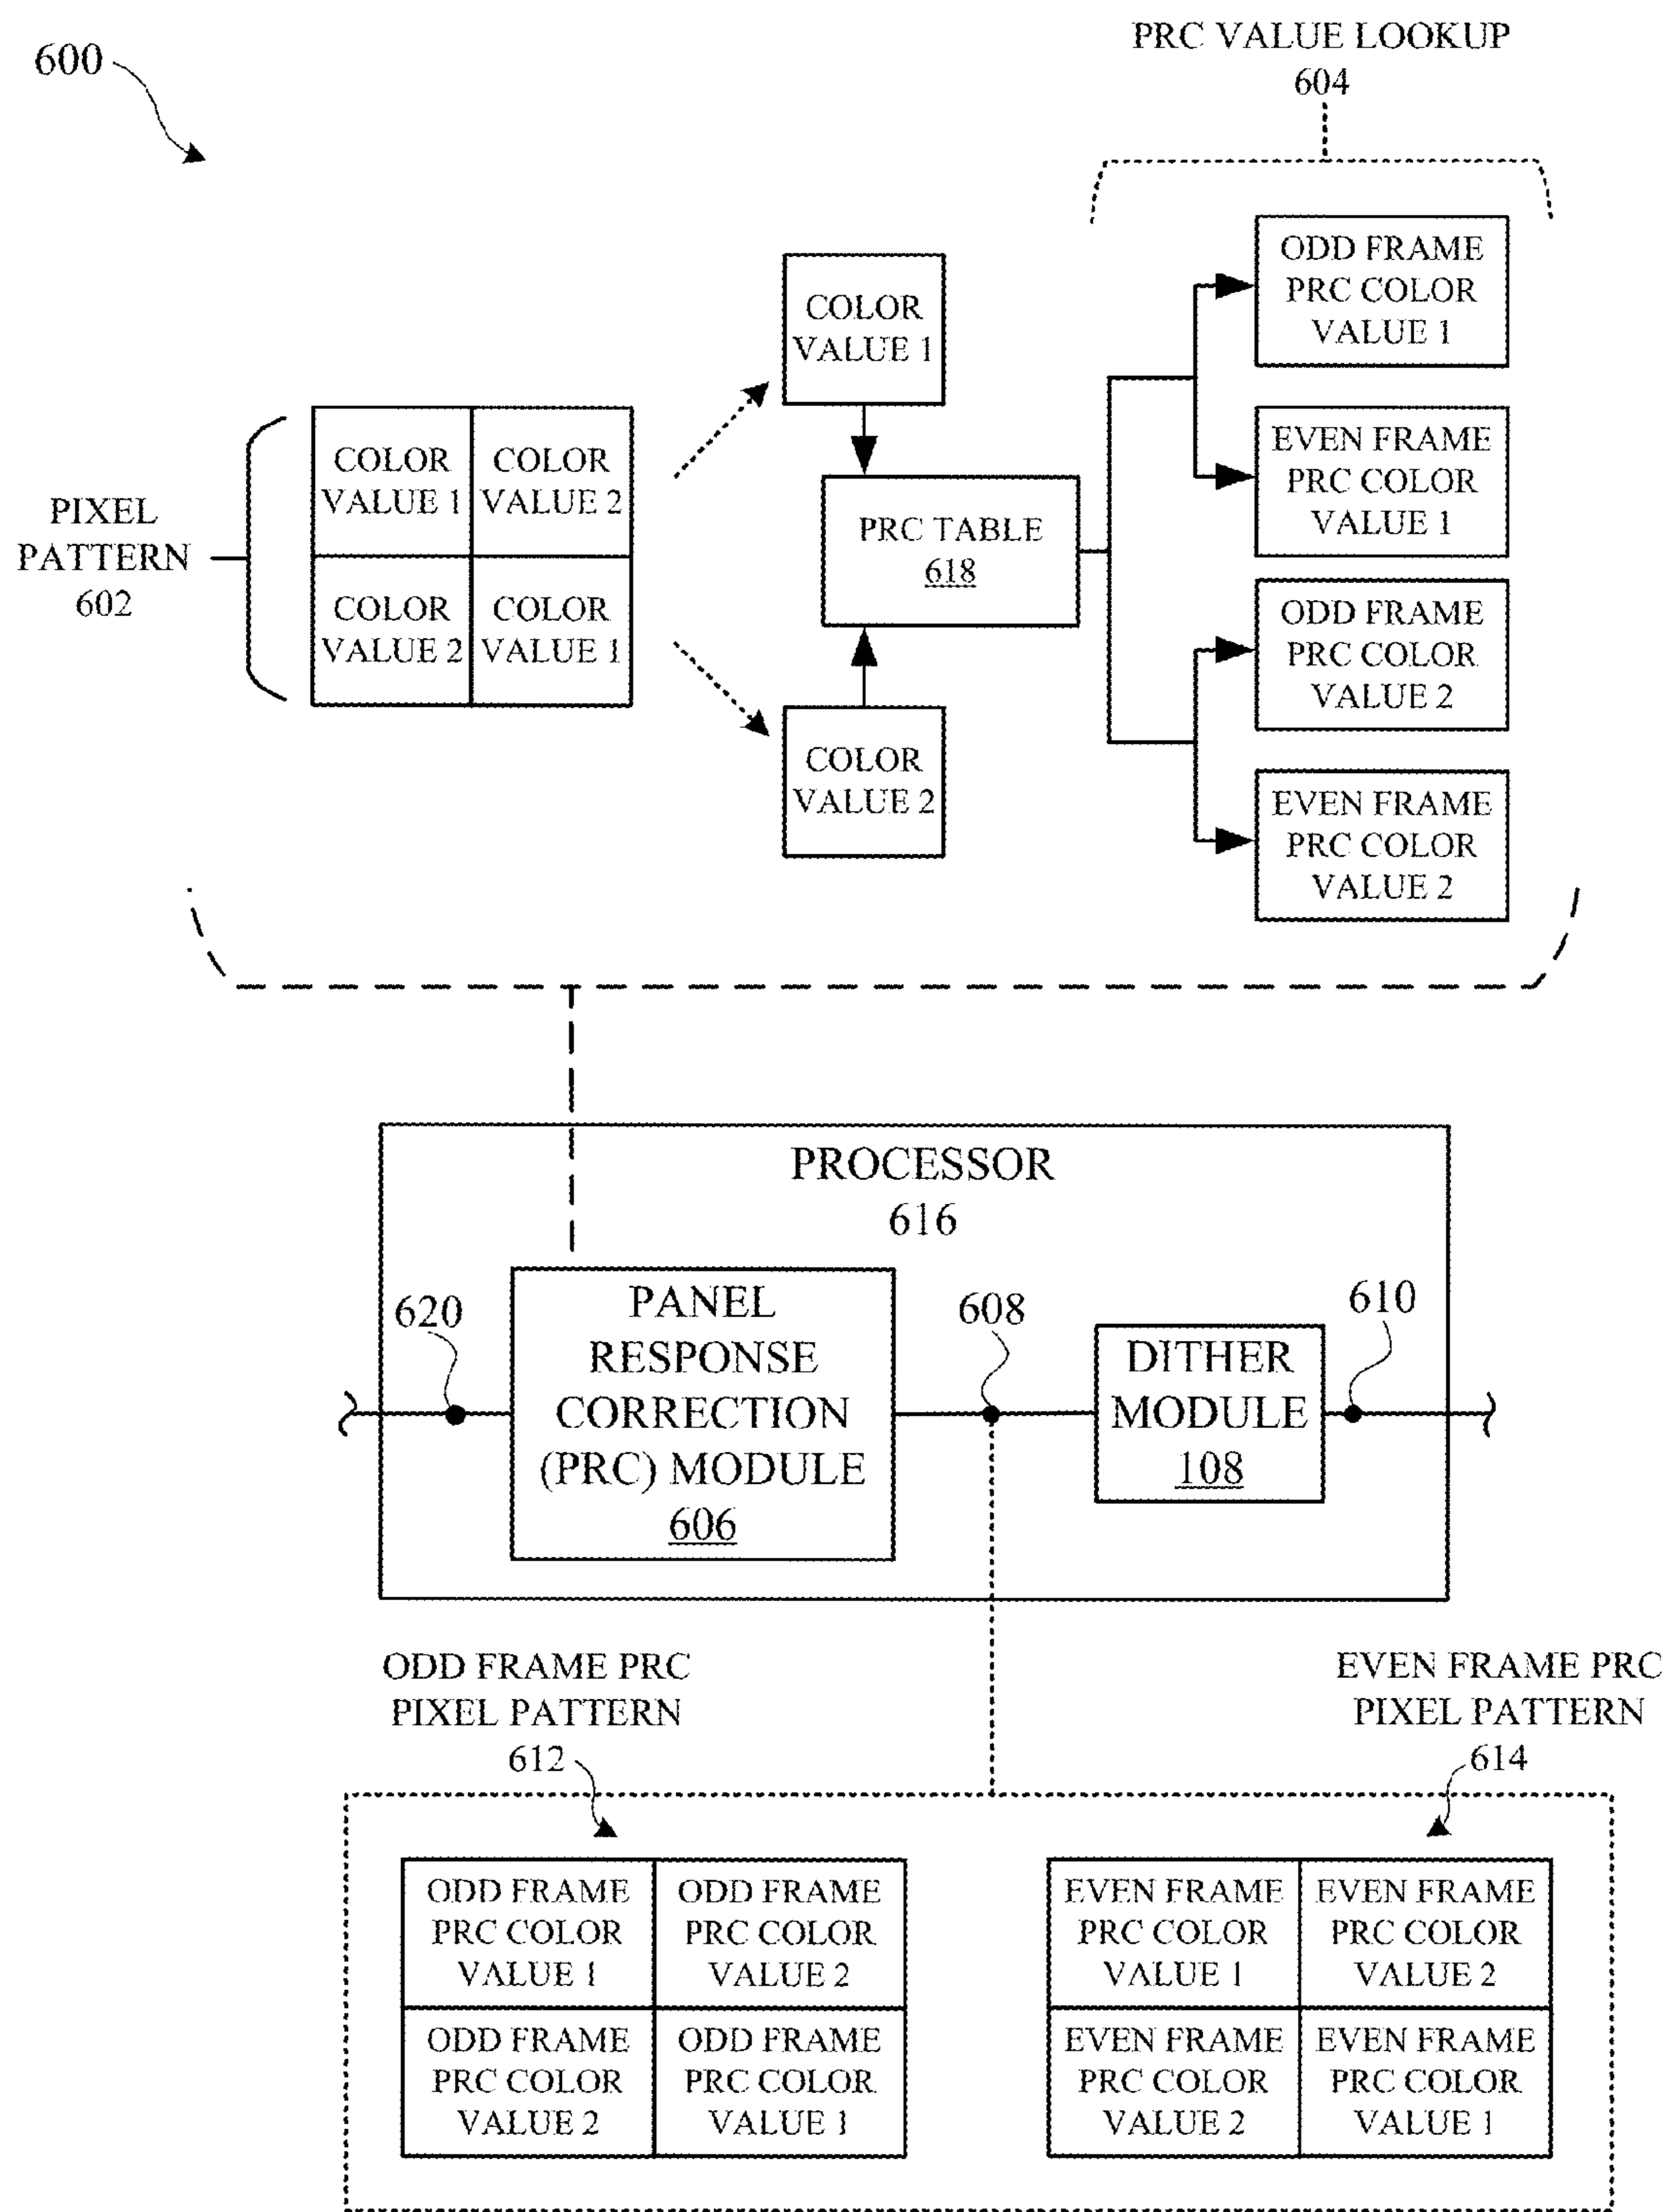 600
PRC VALUE LOOKUP
604
ODD FRAME
PRC COLOR
VALUE 1
COLOR
VALUE 1
EVEN FRAME
PRC COLOR
VALUE 1
PIXEL
PATTERN
602
COLOR
VALUE 1
COLOR
VALUE 2
COLOR
VALUE 2
COLOR
VALUE 1
PRC TABLE
618
ODD FRAME
PRC COLOR
VALUE 2
COLOR
VALUE 2
EVEN FRAME
PRC COLOR
VALUE 2
PROCESSOR
616
620
PANEL
RESPONSE
CORRECTION
(PRC) MODULE
606
608
DITHER
MODULE
108
610
ODD FRAME PRC
PIXEL PATTERN
612
EVEN FRAME PRC
PIXEL PATTERN
614
ODD FRAME
PRC COLOR
VALUE 1
ODD FRAME
PRC COLOR
VALUE 2
ODD FRAME
PRC COLOR
VALUE 2
ODD FRAME
PRC COLOR
VALUE 1
EVEN FRAME
PRC COLOR
VALUE 1
EVEN FRAME
PRC COLOR
VALUE 2
EVEN FRAME
PRC COLOR
VALUE 2
EVEN FRAME
PRC COLOR
VALUE 1